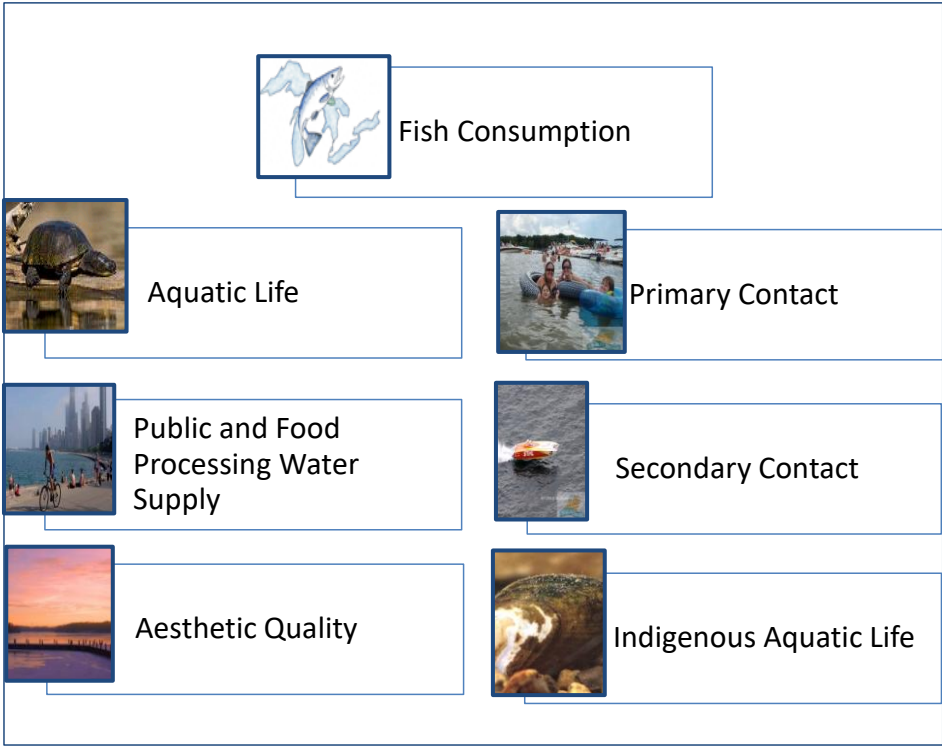 Fish Consumption
Aquatic Life
Primary Contact
Public and Food
Processing Water
Supply
Secondary Contact
Aesthetic Quality
Indigenous Aquatic Life